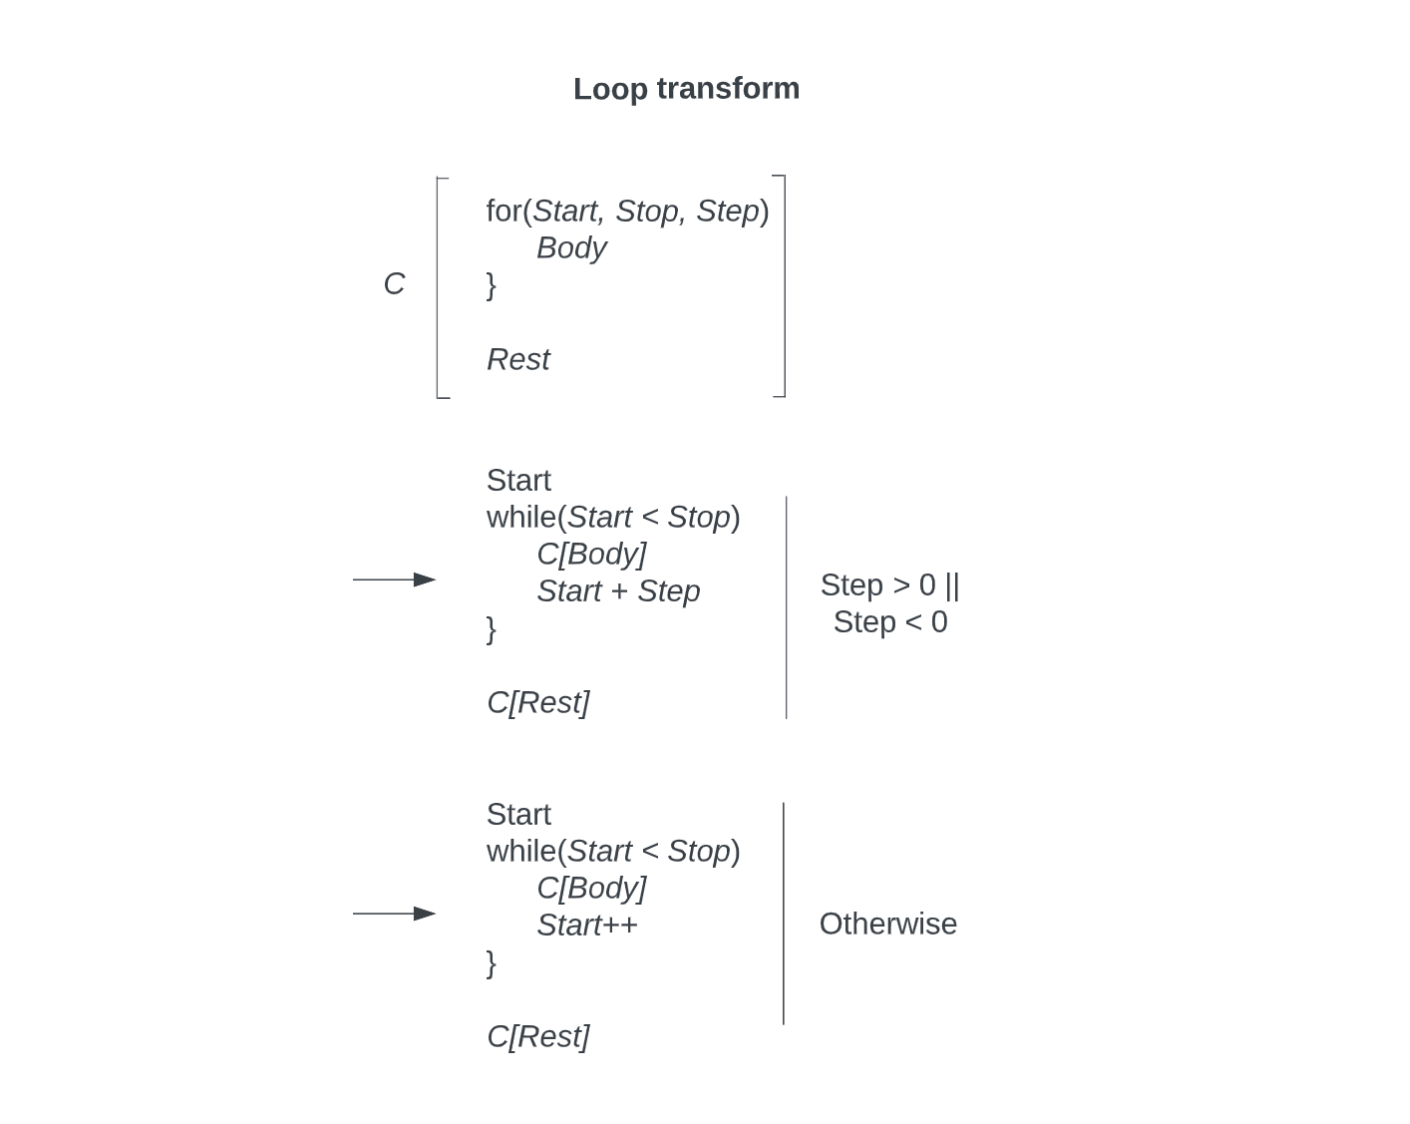 Loop transform
for(Start, Stop, Step)
Body
C
}
Rest
Start
while(Start < Stop)
C[Body]
Start + Step
}
C[Rest]
Step > 0 ||
Step < 0
Start
while(Start < Stop)
C[Body]
Start++
}
C[Rest]
Otherwise